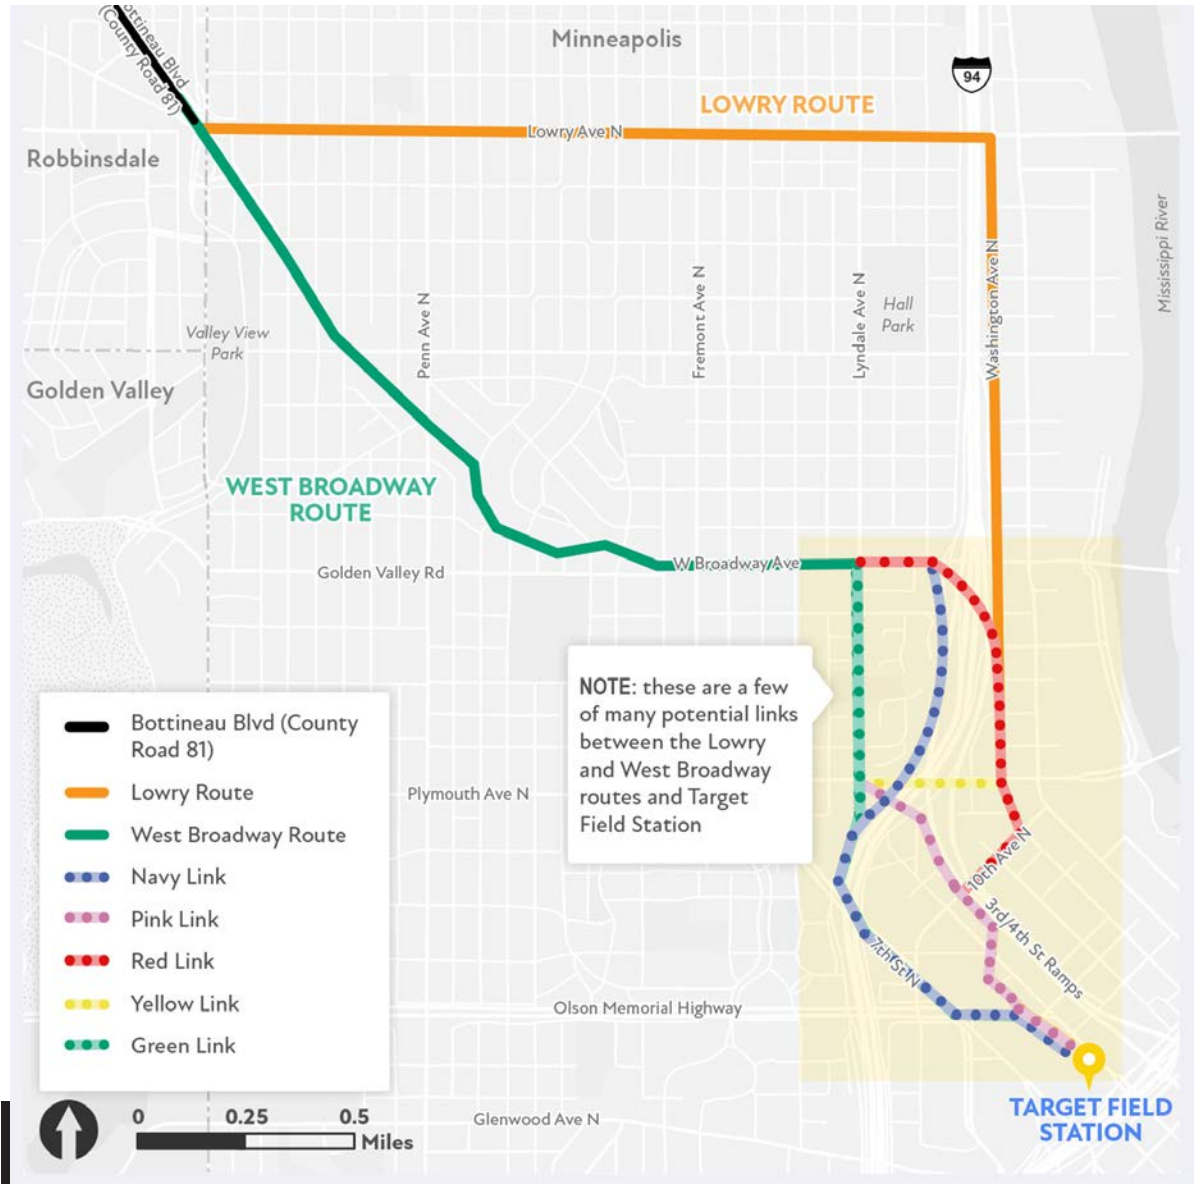 Bottineau Blvd
(County Road 81)
Minneapolis
94
LOWRY ROUTE
Lowry Ave N
Robbinsdale
Mississippi River
Washington Ave N
Penn Ave N
Fremont Ave N
Lyndale Ave N
Hall
Park
Valley View
Park
Golden Valley
WEST BROADWAY
ROUTE
W Broadway Ave
Golden Valley Rd
NOTE: these are a few
of many potential links
between the Lowry
and West Broadway
routes and Target
Field Station
Bottineau Blvd (County
Road 81)
Lowry Route
West Broadway Route
Navy Link
Pink Link
Red Link
Yellow Link
Green Link
Plymouth Ave N
10th Ave N
3rd/4th St Ramps
7th St N
Olson Memorial Highway
TARGET FIELD
STATION
Glenwood Ave N
0 0.25 0.5
Miles